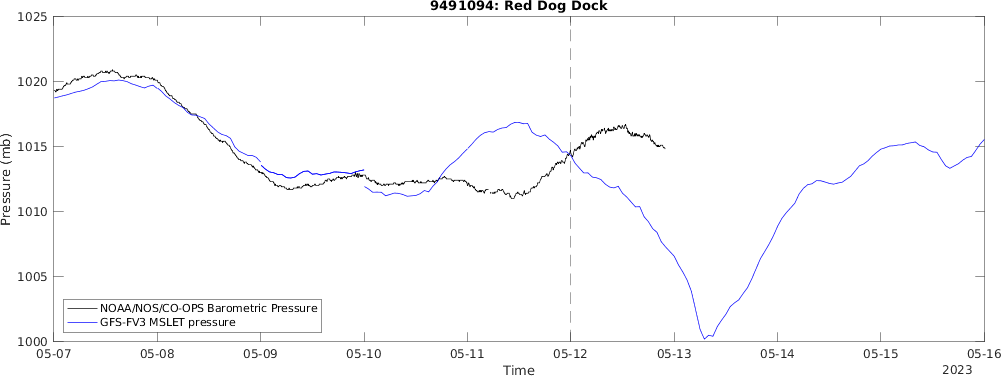 9491094: Red Dog Dock
1025
1020
1015
1010
1005
1000
Pressure (mb)
NOAA/NOS/CO-OPS Barometric Pressure
GFS-FV3 MSLET pressure
05-07 05-08 05-09 05-10 05-11 05-12 05-13 05-14 05-15 05-16
Time
2023